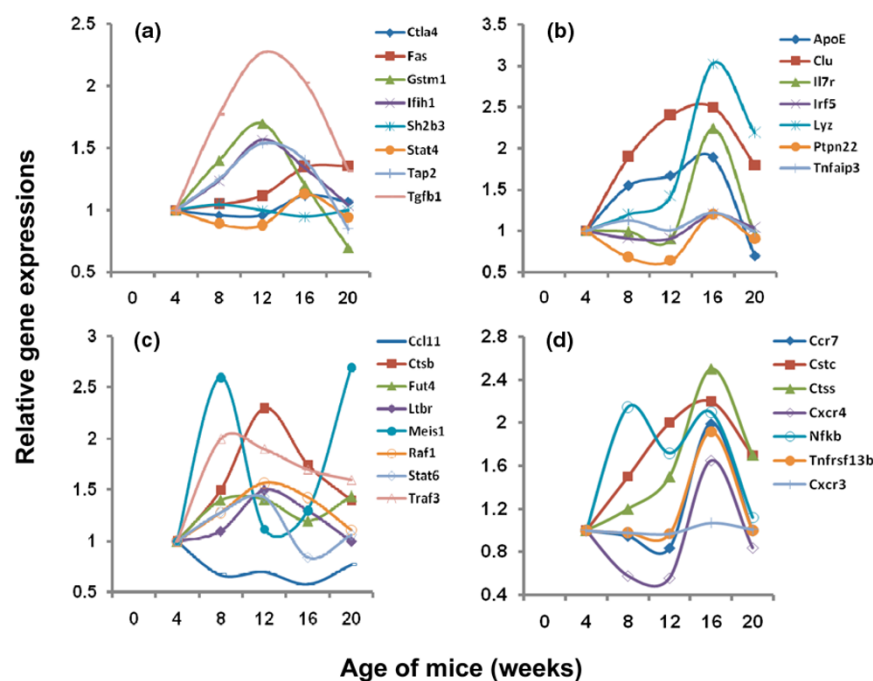 Relative gene expressions
(a)
2.5
2
1.5
1
0.5
0 4 8 12 16 20
Ctla4
Fas
Gstm1
Ifih1
Sh2b3
Stat4
Tap2
Tgfb1
(b)
3.5
3.0
2.5
2.0
1.5
1.0
0.5
0 4 8 12 16 20
ApoE
Clu
Il7r
Irf5
Lyz
Ptpn22
Tnfaip3
(c)
3
2.5
2
1.5
1
0.5
0 4 8 12 16 20
Ccl11
Ctsb
Fut4
Ltbr
Meis1
Raf1
Stat6
Traf3
(d)
2.8
2.4
2
1.6
1.2
0.8
0.4
0 4 8 12 16 20
Ccr7
Cstc
Ctss
Cxcr4
Nfkb
Tnfrsf13b
Cxcr3
Age of mice (weeks)